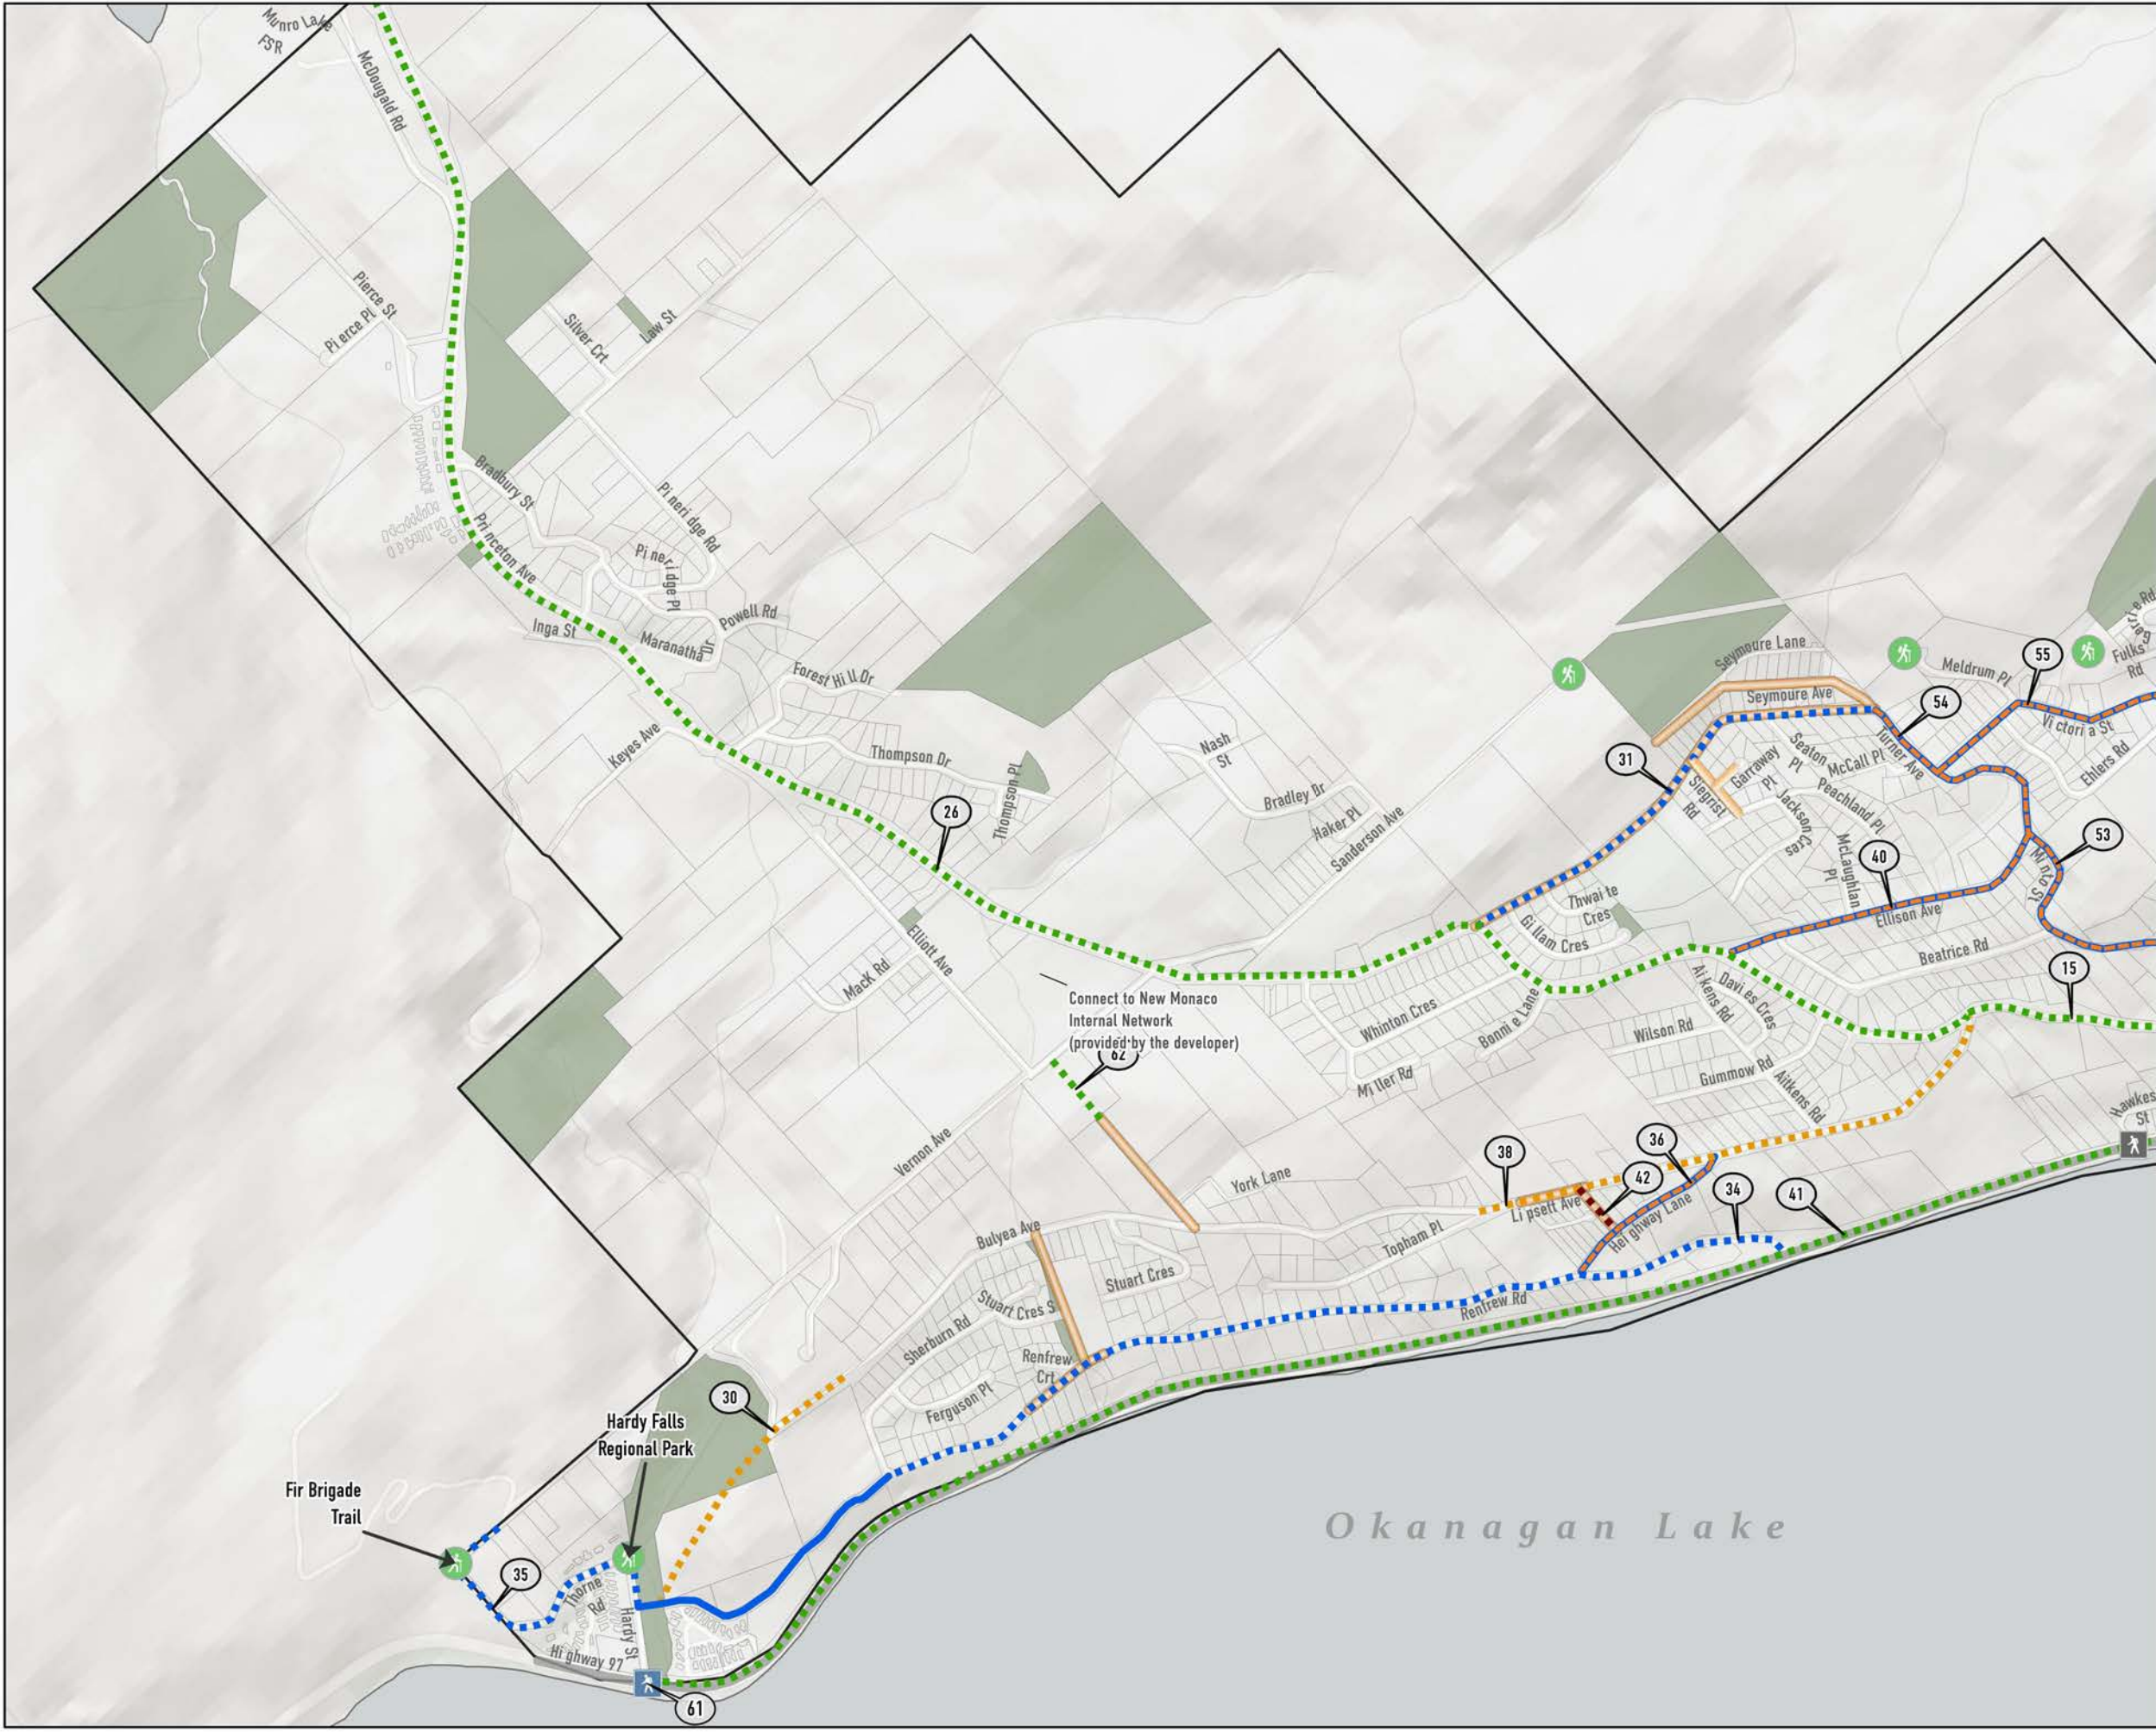 Munro Lake
FSR
McDougald Rd
Pierce St
Pierce Pl
Silver Crt
Law St
Bradbury St
Princeton Ave
Pineridge Rd
Pineridge Pl
Powell Rd
Inga St
Maranatha Dr
Forest Hill Dr
Keyes Ave
Thompson Dr
Thompson Pl
26
Nash
St
Bradley Dr
Haker Pl
Sanderson Ave
Seymoure Lane
Seymoure Ave
Meldrum Pl
55
54
Fulks
Rd
Victoria St
Ehlers Rd
31
Garraway
Pl
Seaton
Pl
McCall Pl
Turner Ave
Siegrist
Rd
Jackson
Cres
Peachland Pl
McLaughlan
Pl
40
53
Minto St
Ellison Ave
Thwaite
Cres
Gillam Cres
Beatrice Rd
15
Elliott Ave
MacK Rd
Connect to New Monaco
Internal Network
(provided by the developer)
62
Whinton Cres
Bonnie Lane
Miller Rd
Aikens Rd
Davies Cres
Wilson Rd
Gummow Rd
Aitkens Rd
Hawkes
St
Vernon Ave
York Lane
38
36
42
34
41
Lipsett Ave
Heighway Lane
Bulyea Ave
Topham Pl
Stuart Cres
Stuart Cres S
Sherburn Rd
Renfrew Rd
Renfrew
Crt
Ferguson Pl
30
Hardy Falls
Regional Park
Fir Brigade
Trail
35
Thorne
Rd
Hardy St
Highway 97
61
Okanagan Lake